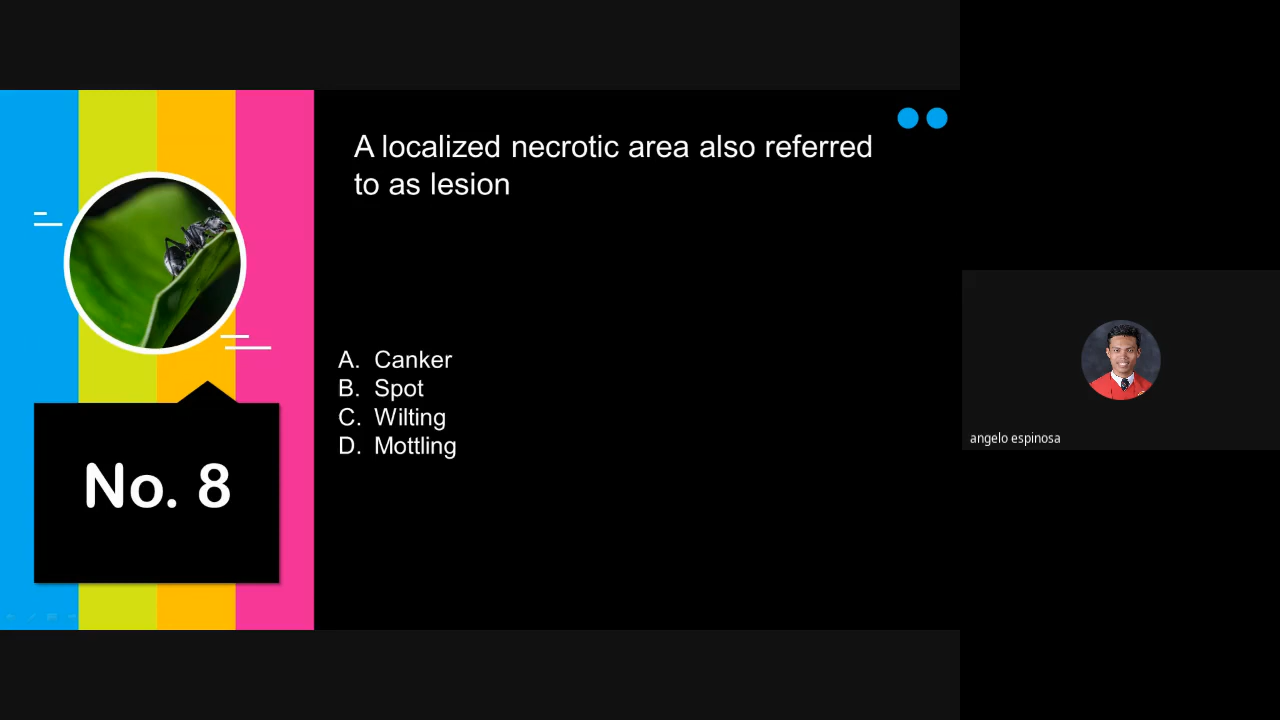 A localized necrotic area also referred
to as lesion
A. Canker
B. Spot
C. Wilting
D. Mottling
No. 8
angelo espinosa